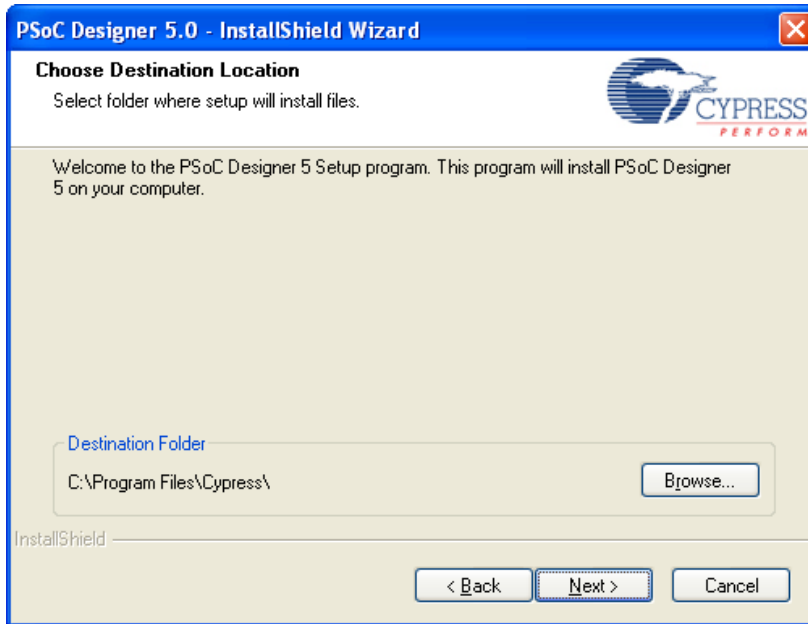 PSoC Designer 5.0 - InstallShield Wizard
Choose Destination Location
Select folder where setup will install files.
CYPRESS
PERFORM
Welcome to the PSoC Designer 5 Setup program. This program will install PSoC Designer
5 on your computer.
Destination Folder
C:\Program Files\Cypress\
Browse...
InstallShield
< Back
Next >
Cancel